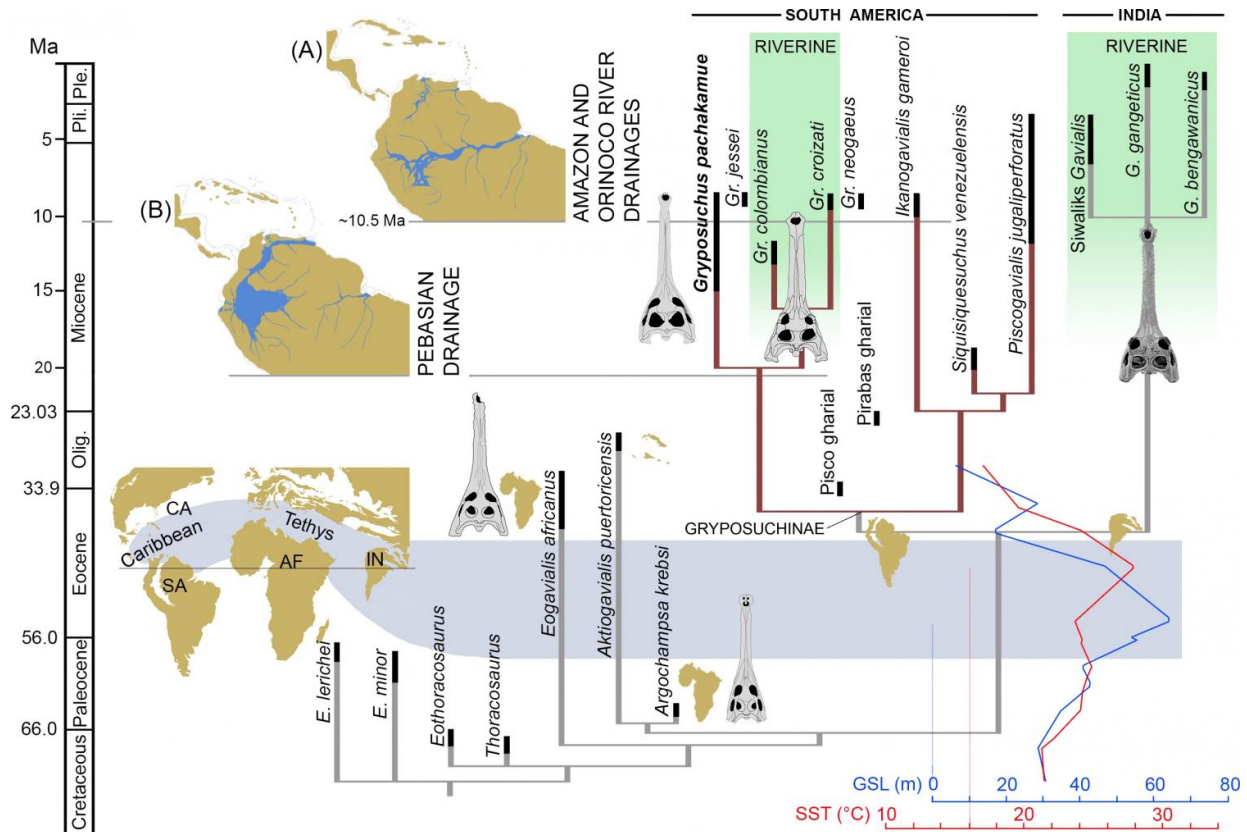 SOUTH AMERICA
INDIA
Ma
(A)
RIVERINE
RIVERINE
Ple.
Pli.
Miocene
Olig.
Eocene
Paleocene
Cretaceous
5
10
15
20
23.03
33.9
56.0
66.0
AMAZON AND
ORINOCO RIVER
DRAINAGES
~10.5 Ma
(B)
PEBASIAN
DRAINAGE
Gryposuchus pachakamue
Gr. jessei
Gr. colombianus
Gr. croizati
Gr. neogaeus
Ikanogavialis gameroi
Siquisiquesuchus venezuelensis
Piscogavialis jugaliperforatus
Siwaliks Gavialis
G. gangeticus
G. bengawanicus
Pirabas gharial
Pisco gharial
GRYPOSUCHINAE
CA
Caribbean
Tethys
SA
AF
IN
E. lerichei
E. minor
Eothoracosaurus
Thoracosaurus
Eogavialis africanus
Aktiogavialis puertoricensis
Argochampsa krebsi
GSL (m) 0 20 40 60 80
SST (°C) 10 20 30